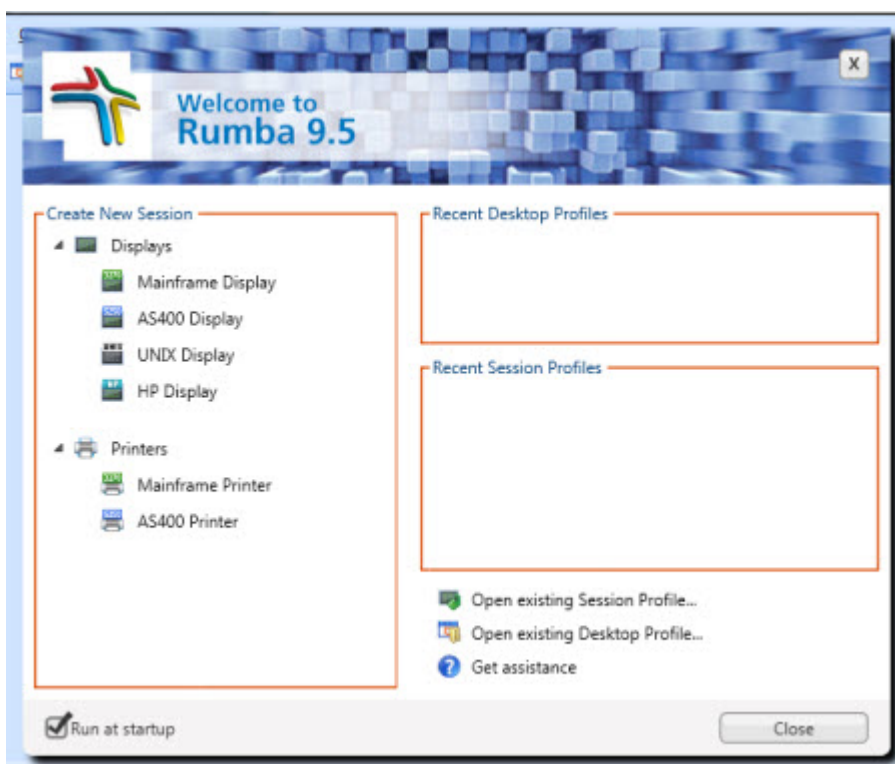 Welcome to
Rumba 9.5
X
Create New Session
Displays
Mainframe Display
AS400 Display
UNIX Display
HP Display
Printers
Mainframe Printer
AS400 Printer
Recent Desktop Profiles
Recent Session Profiles
Open existing Session Profile...
Open existing Desktop Profile...
Get assistance
Run at startup
Close